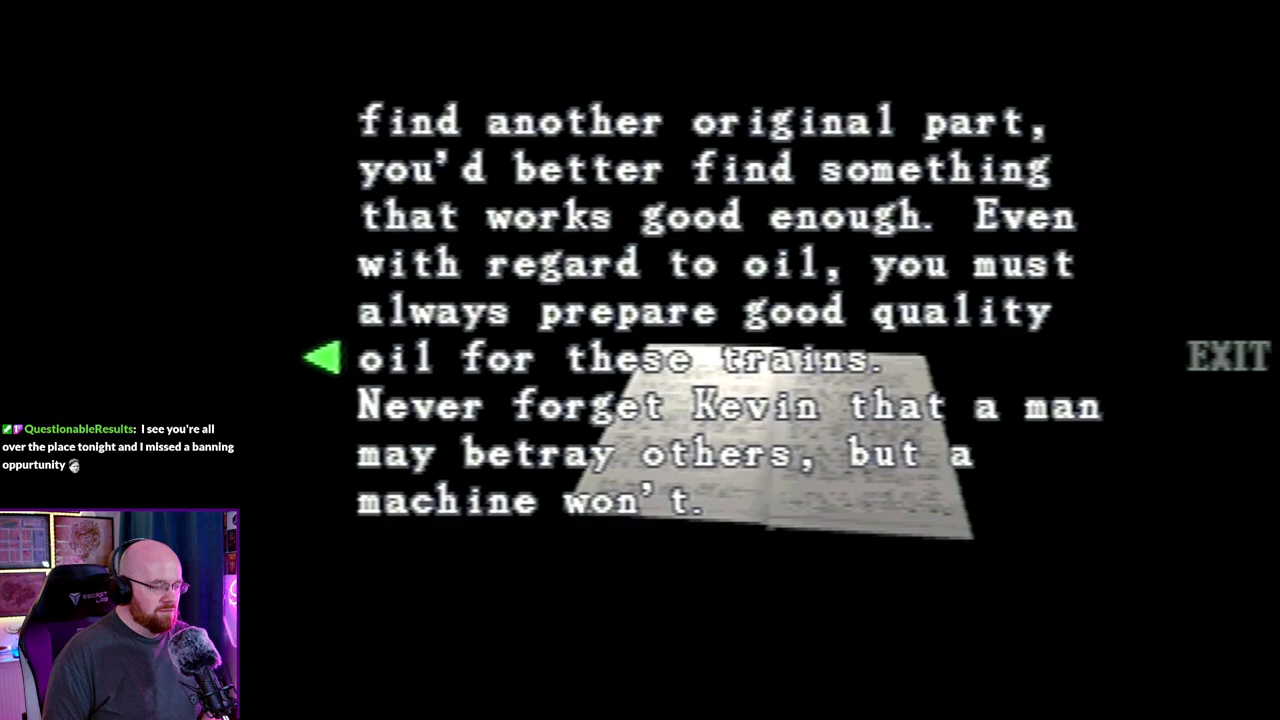 find another original part,
you'd better find something
that works good enough. Even
with regard to oil, you must
always prepare good quality
oil for these trains.
Never forget Kevin that a man
may betray others, but a
machine won't.
EXIT
QuestionableResults: I see you're all
over the place tonight and I missed a banning
oppurtunity
SECRET
LAB